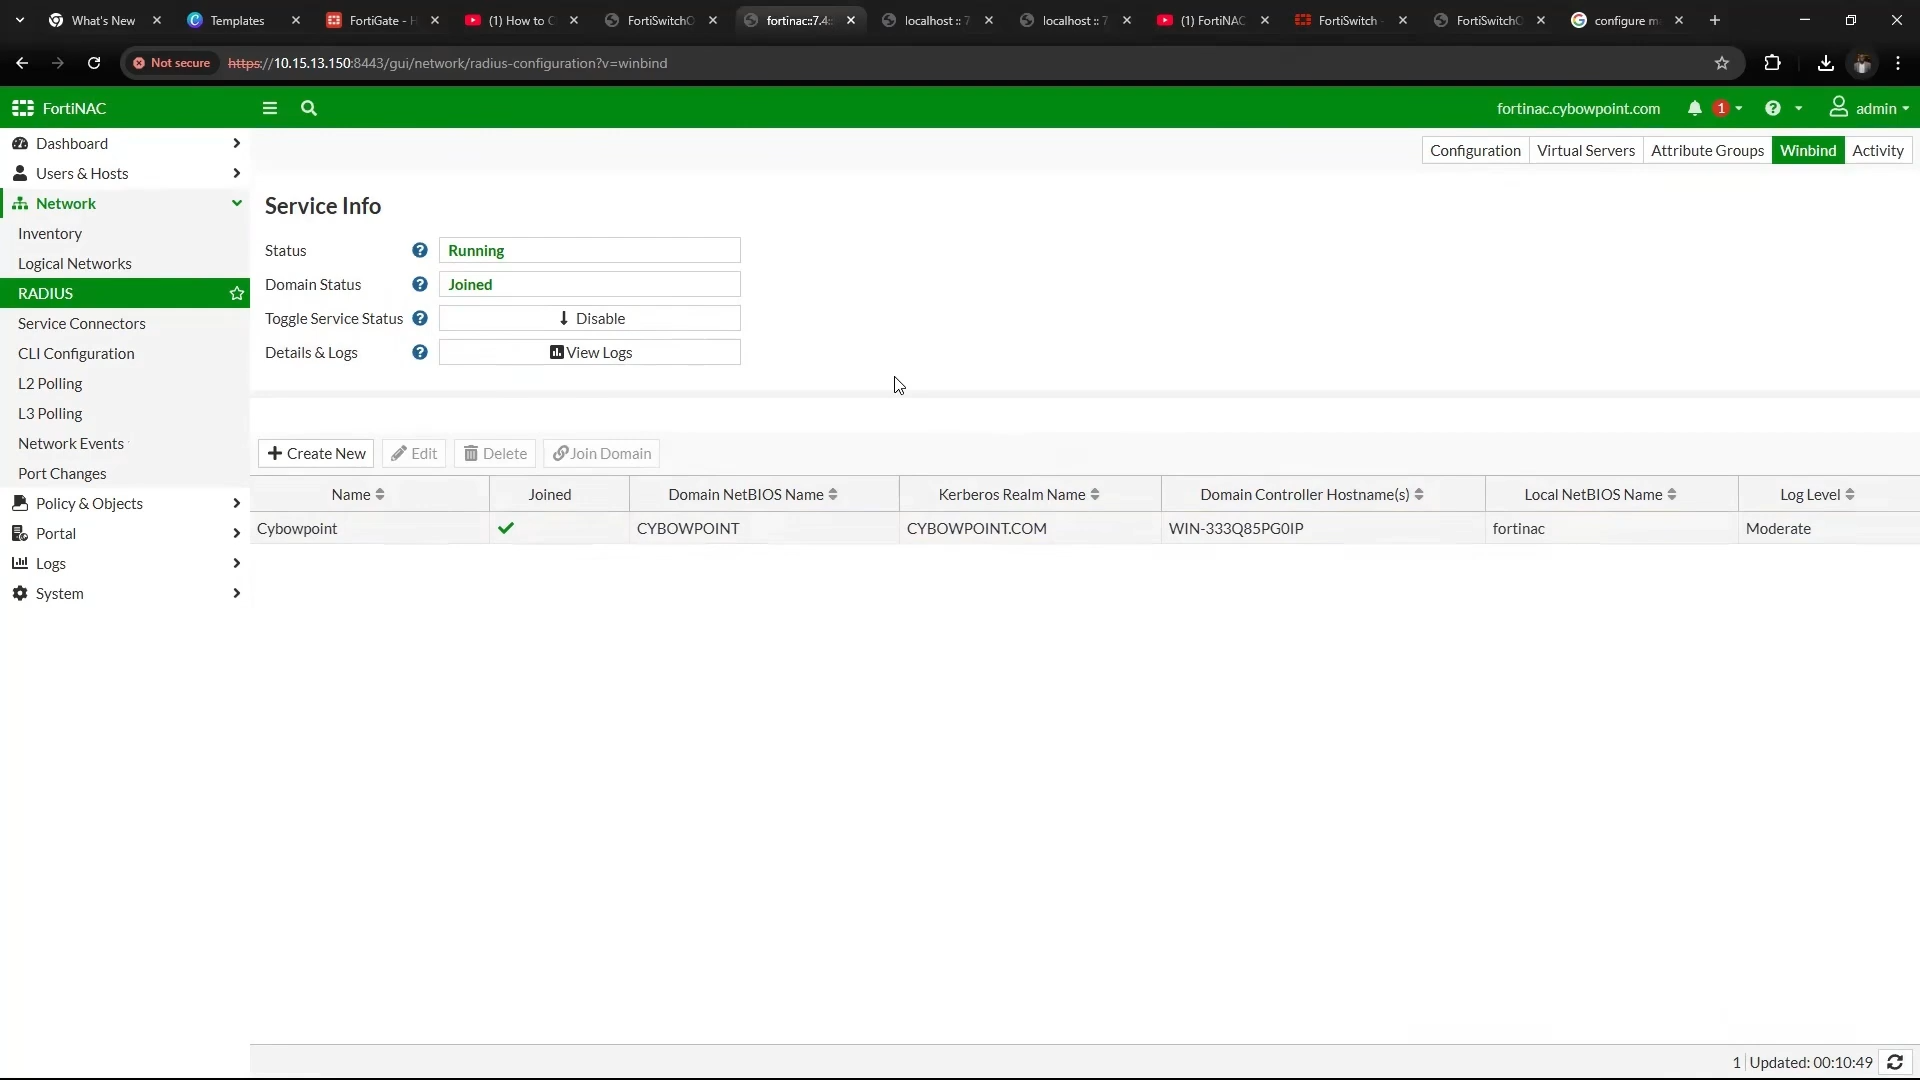 What's New
Templates
FortiGate - H
(1) How to C
FortiSwitchC
fortinac::7.4:
localhost :: 7
localhost :: 7
(1) FortiNAC
FortiSwitch -
FortiSwitchC
configure m
Not secure
https://10.15.13.150:8443/gui/network/radius-configuration?v=winbind
FortiNAC
fortinac.cybowpoint.com
1
admin
Dashboard
Users & Hosts
Network
Inventory
Logical Networks
RADIUS
Service Connectors
CLI Configuration
L2 Polling
L3 Polling
Network Events
Port Changes
Policy & Objects
Portal
Logs
System
Configuration
Virtual Servers
Attribute Groups
Winbind
Activity
Service Info
Status
Running
Domain Status
Joined
Toggle Service Status
Disable
Details & Logs
View Logs
Create New
Edit
Delete
Join Domain
Name
Joined
Domain NetBIOS Name
Kerberos Realm Name
Domain Controller Hostname(s)
Local NetBIOS Name
Log Level
Cybowpoint
CYBOWPOINT
CYBOWPOINT.COM
WIN-333Q85PG0IP
fortinac
Moderate
1
Updated: 00:10:49